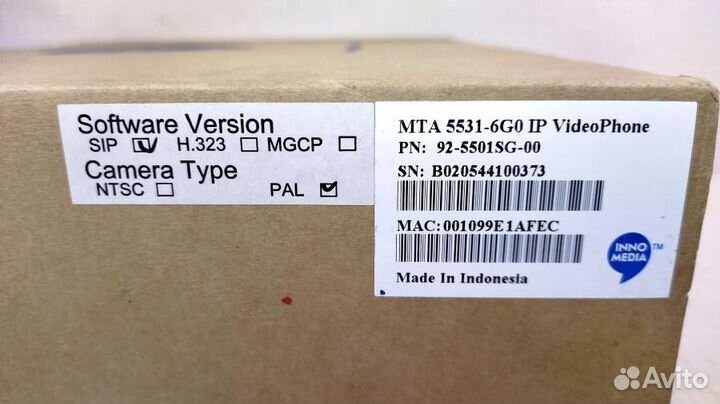 Software Version
SIP ☑ H.323 ☐ MGCP ☐
Camera Type
NTSC ☐ PAL ☑
MTA 5531-6G0 IP VideoPhone
PN: 92-5501SG-00
SN: B020544100373
MAC:001099E1AFEC
INNO
MEDIA
TM
Made In Indonesia
Avito